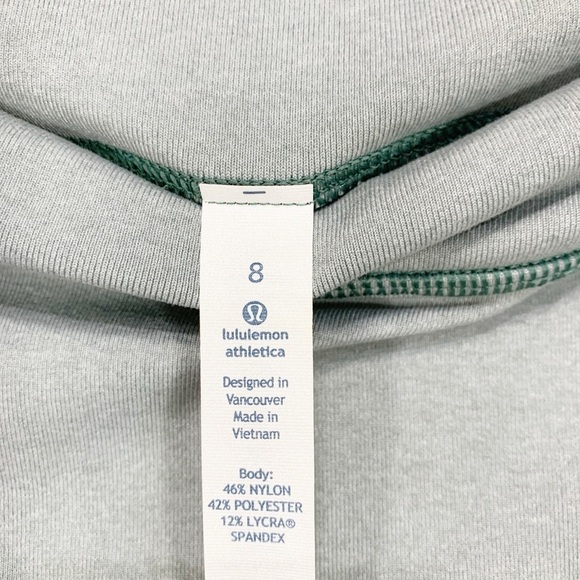 8
lululemon
athletica
Designed in
Vancouver
Made in
Vietnam
Body:
46% NYLON
42% POLYESTER
12% LYCRA®
SPANDEX